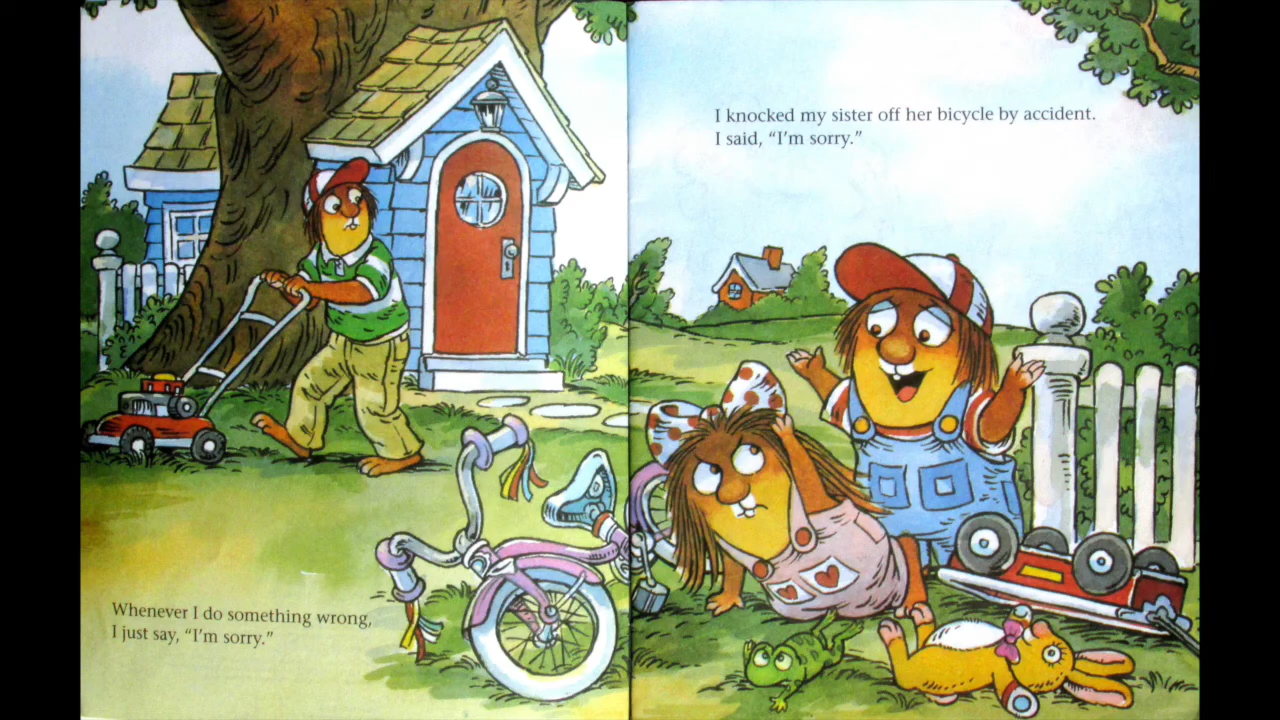 Whenever I do something wrong,
I just say, “I’m sorry.”
I knocked my sister off her bicycle by accident.
I said, “I’m sorry.”